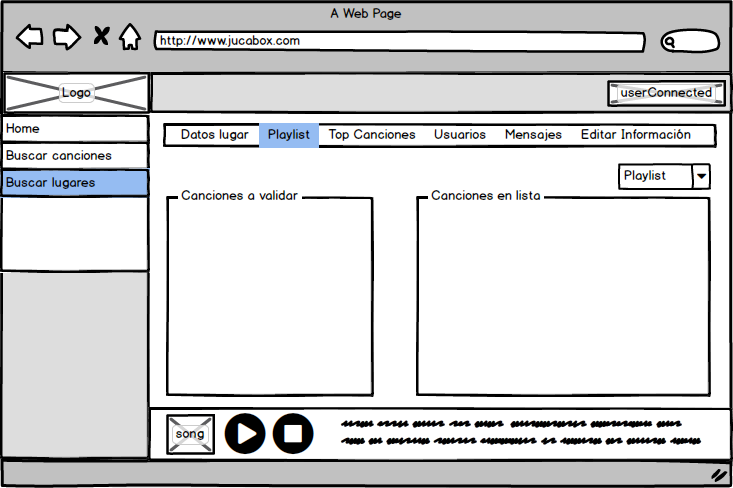 A Web Page
http://www.jucabox.com
Logo
userConnected
Home
Buscar canciones
Buscar lugares
Datos lugar Playlist Top Canciones Usuarios Mensajes Editar Información
Playlist
Canciones a validar
Canciones en lista
song